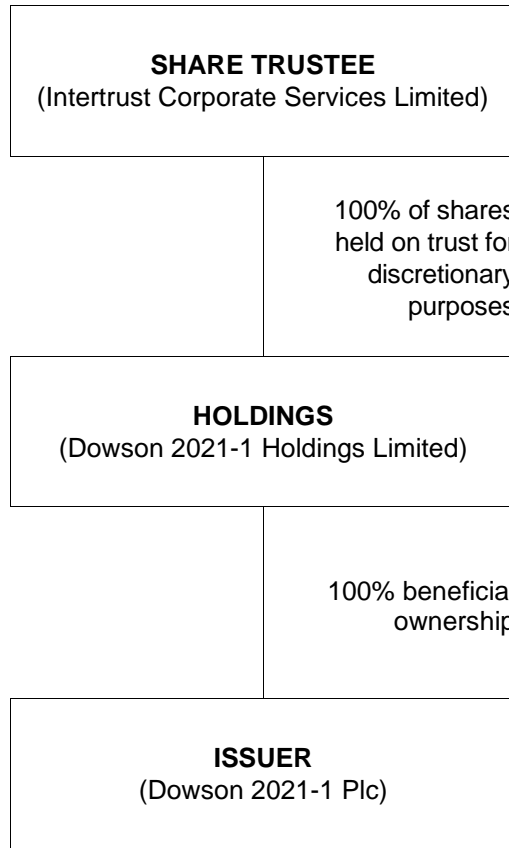 SHARE TRUSTEE
(Intertrust Corporate Services Limited)
100% of shares
held on trust for
discretionary
purposes
HOLDINGS
(Dowson 2021-1 Holdings Limited)
100% beneficia
ownership
ISSUER
(Dowson 2021-1 Plc)